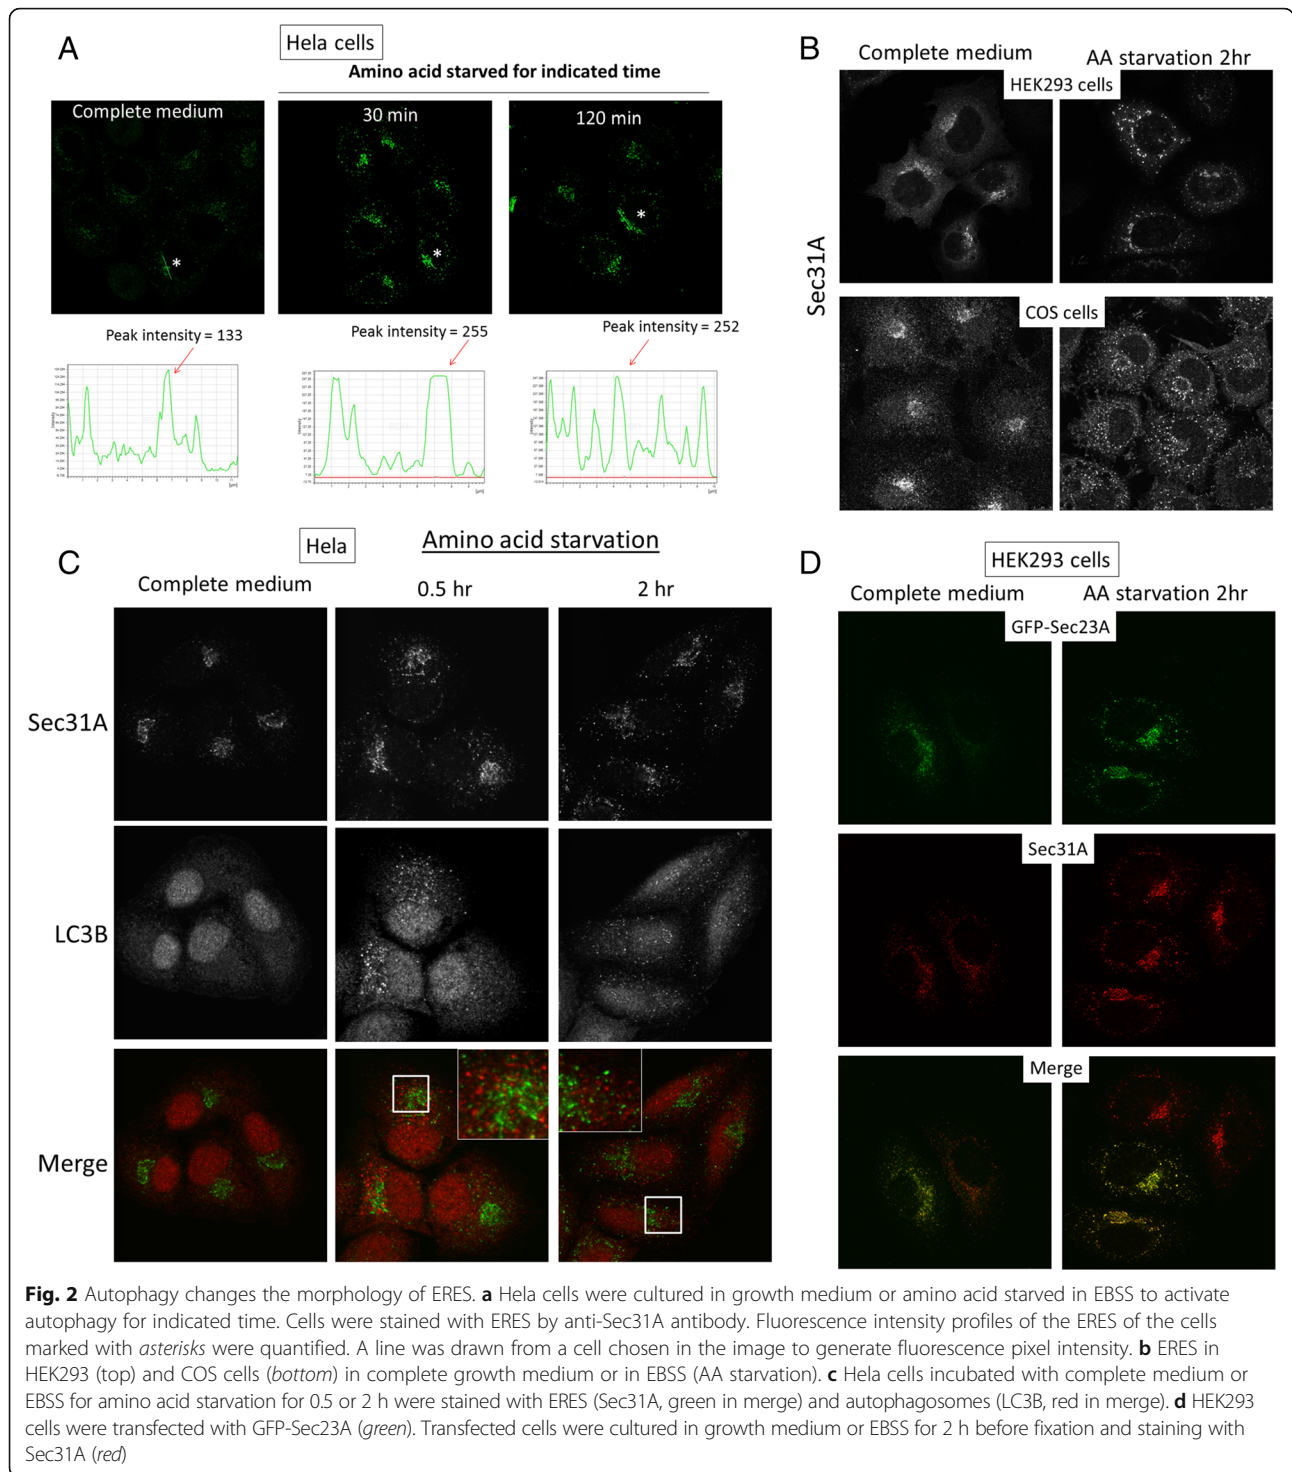 A
Hela cells
Amino acid starved for indicated time
Complete medium
30 min
120 min
*
*
*
Peak intensity = 133
Peak intensity = 255
Peak intensity = 252
B
Complete medium
AA starvation 2hr
HEK293 cells
Sec31A
COS cells
C
Hela
Amino acid starvation
Complete medium
0.5 hr
2 hr
Sec31A
LC3B
Merge
D
HEK293 cells
Complete medium
AA starvation 2hr
GFP-Sec23A
Sec31A
Merge
Fig. 2 Autophagy changes the morphology of ERES. a Hela cells were cultured in growth medium or amino acid starved in EBSS to activate
autophagy for indicated time. Cells were stained with ERES by anti-Sec31A antibody. Fluorescence intensity profiles of the ERES of the cells
marked with asterisks were quantified. A line was drawn from a cell chosen in the image to generate fluorescence pixel intensity. b ERES in
HEK293 (top) and COS cells (bottom) in complete growth medium or in EBSS (AA starvation). c Hela cells incubated with complete medium or
EBSS for amino acid starvation for 0.5 or 2 h were stained with ERES (Sec31A, green in merge) and autophagosomes (LC3B, red in merge). d HEK293
cells were transfected with GFP-Sec23A (green). Transfected cells were cultured in growth medium or EBSS for 2 h before fixation and staining with
Sec31A (red)